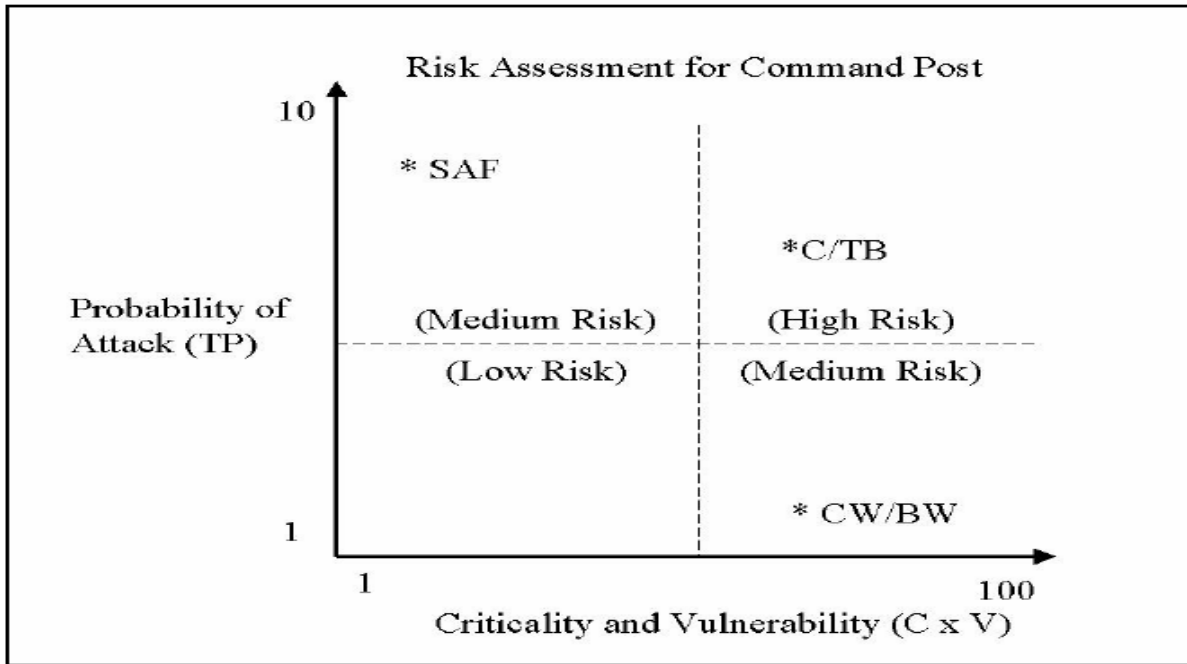 Risk Assessment for Command Post
10
* SAF
*C/TB
Probability of
Attack (TP)
(Medium Risk)
(High Risk)
(Low Risk)
(Medium Risk)
* CW/BW
1
1
100
Criticality and Vulnerability (C x V)